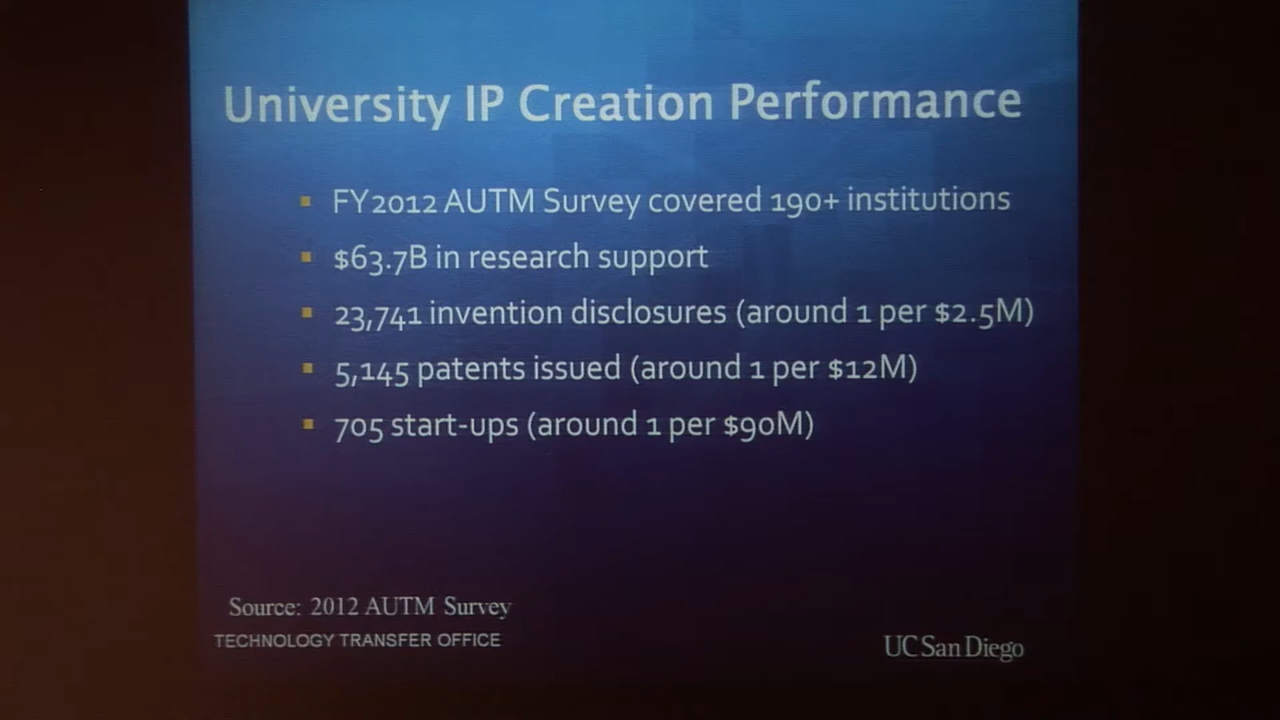 University IP Creation Performance
FY2012 AUTM Survey covered 190+ institutions
$63.7B in research support
23,741 invention disclosures (around 1 per $2.5M)
5,145 patents issued (around 1 per $12M)
705 start-ups (around 1 per $90M)
Source: 2012 AUTM Survey
TECHNOLOGY TRANSFER OFFICE
UC San Diego